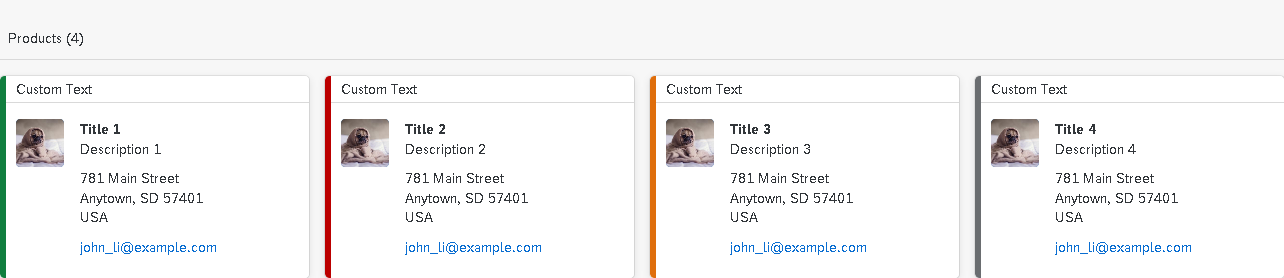 Products (4)
Custom Text
Title 1
Description 1
781 Main Street
Anytown, SD 57401
USA
john_li@example.com
Custom Text
Title 2
Description 2
781 Main Street
Anytown, SD 57401
USA
john_li@example.com
Custom Text
Title 3
Description 3
781 Main Street
Anytown, SD 57401
USA
john_li@example.com
Custom Text
Title 4
Description 4
781 Main Street
Anytown, SD 57401
USA
john_li@example.com